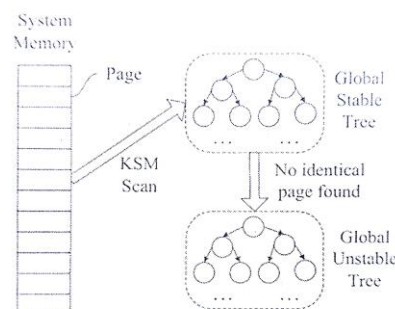 System
Memory
Page
KSM
Scan
Global
Stable
Tree
...
...
No identical
page found
Global
Unstable
Tree
...
...